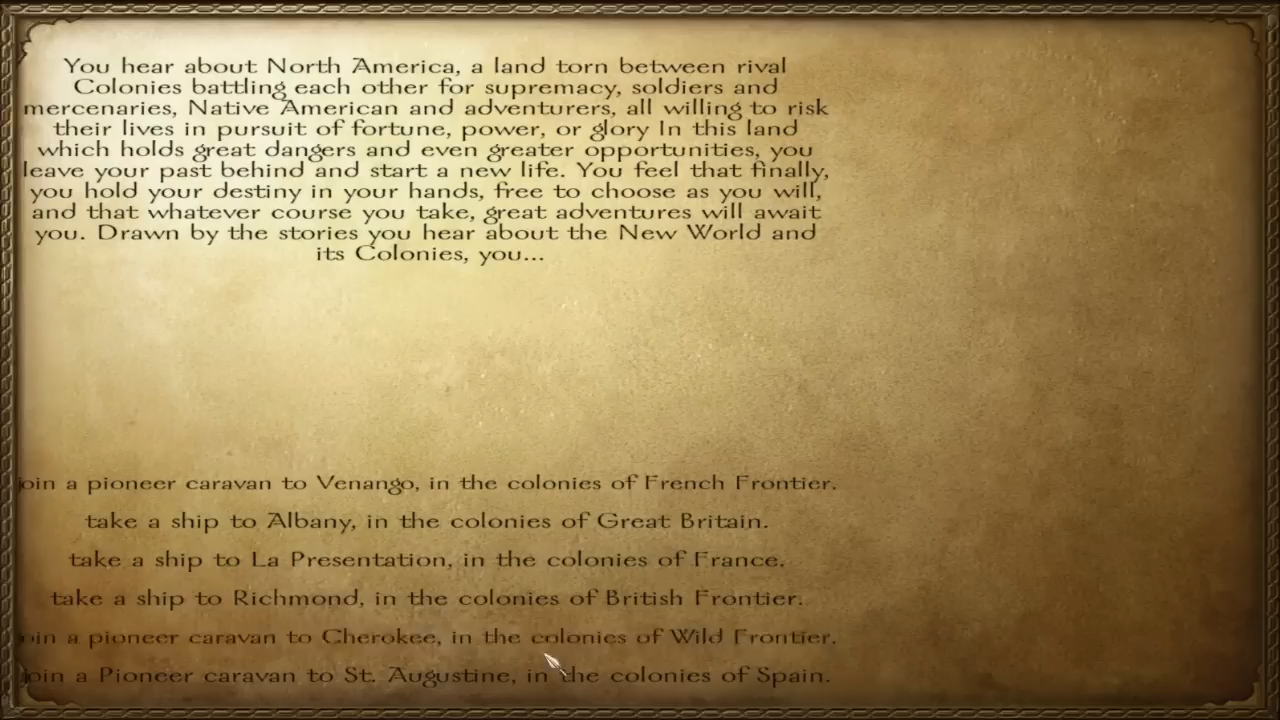 You hear about North America, a land torn between rival
Colonies battling each other for supremacy, soldiers and
mercenaries, Native American and adventurers, all willing to risk
their lives in pursuit of fortune, power, or glory In this land
which holds great dangers and even greater opportunities, you
leave your past behind and start a new life. You feel that finally,
you hold your destiny in your hands, free to choose as you will,
and that whatever course you take, great adventures will await
you. Drawn by the stories you hear about the New World and
its Colonies, you...
join a pioneer caravan to Venango, in the colonies of French Frontier.
take a ship to Albany, in the colonies of Great Britain.
take a ship to La Presentation, in the colonies of France.
take a ship to Richmond, in the colonies of British Frontier.
join a pioneer caravan to Cherokee, in the colonies of Wild Frontier.
join a Pioneer caravan to St. Augustine, in the colonies of Spain.